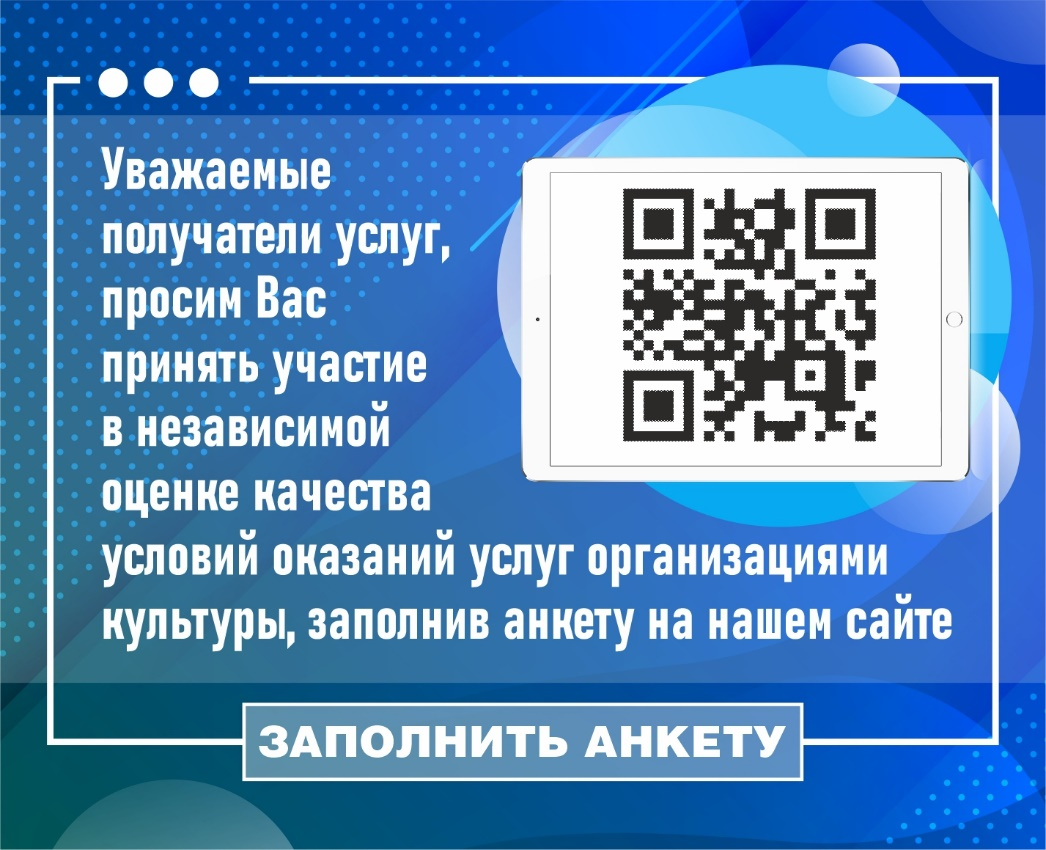 Уважаемые
получатели услуг,
просим Вас
принять участие
в независимой
оценке качества
условий оказаний услуг организациями
культуры, заполнив анкету на нашем сайте
ЗАПОЛНИТЬ АНКЕТУ